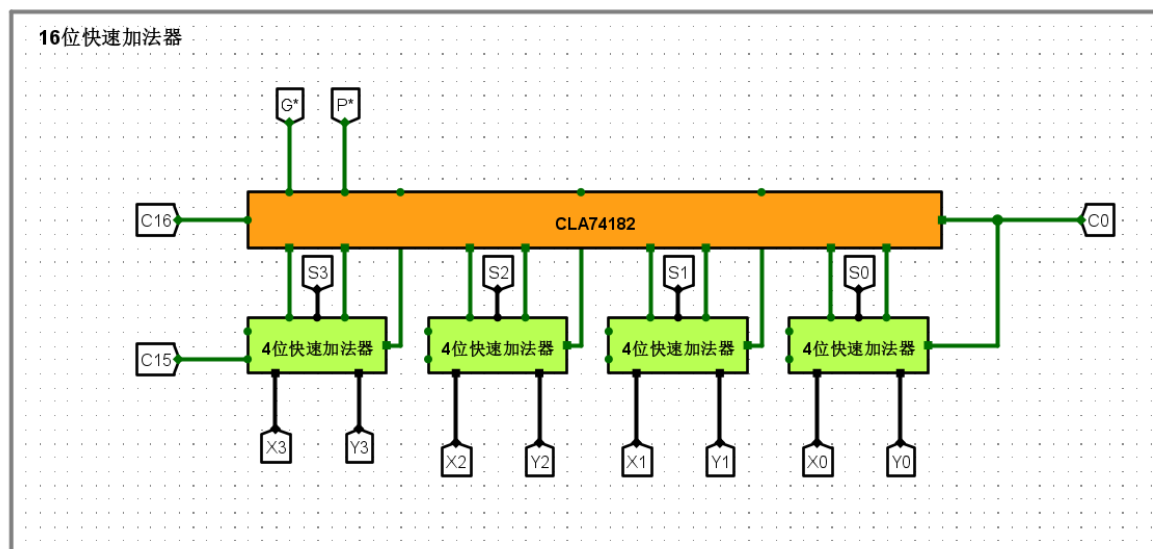 16位快速加法器
G* P*
C16 CLA74182 C0
S3 S2 S1 S0
C15 4位快速加法器 4位快速加法器 4位快速加法器 4位快速加法器
X3 Y3 X2 Y2 X1 Y1 X0 Y0